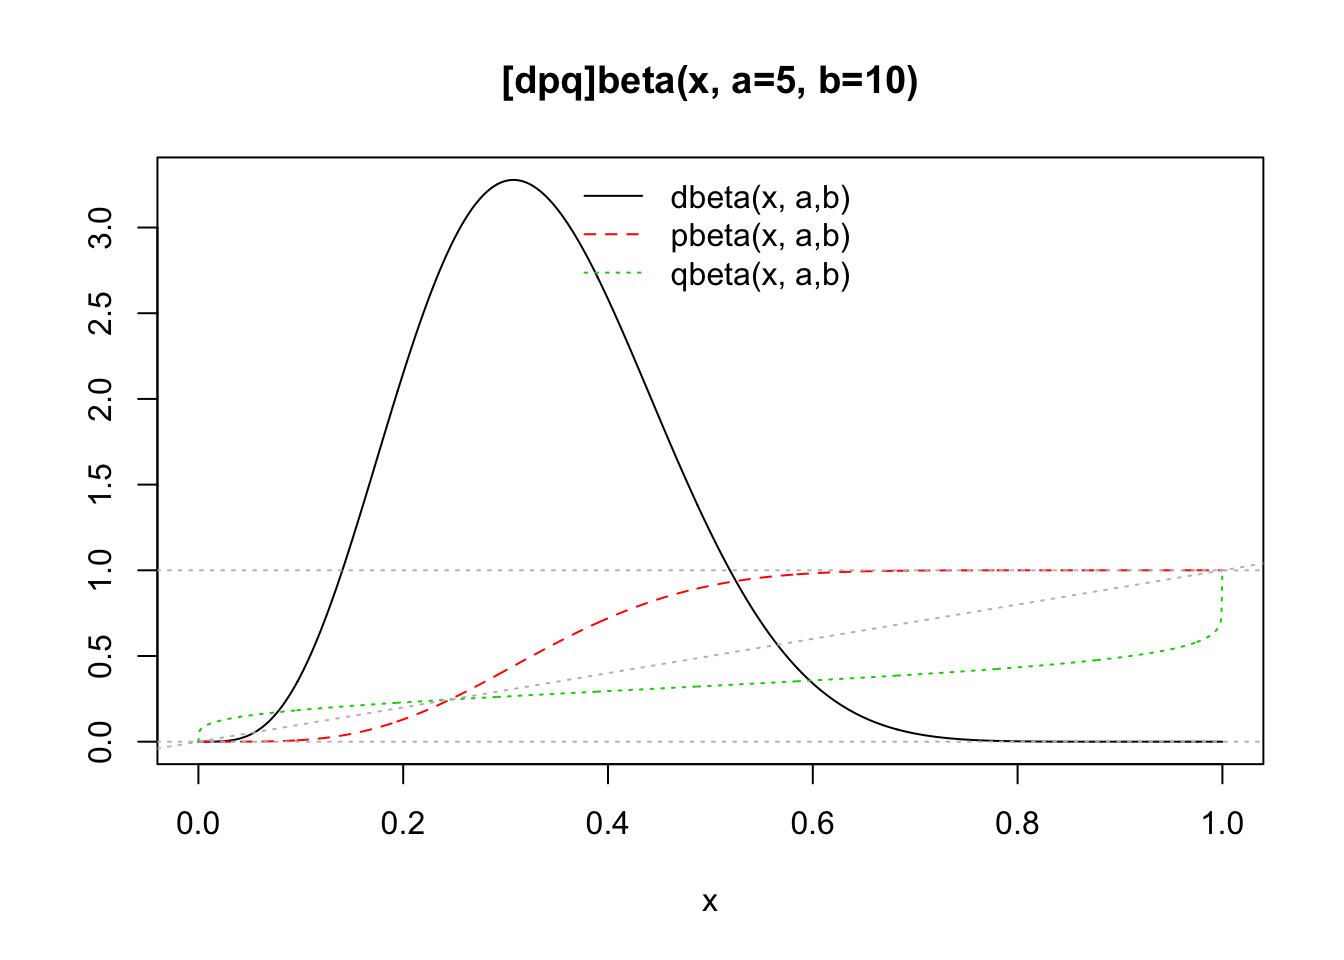 [dpq]beta(x, a=5, b=10)
dbeta(x, a,b)
pbeta(x, a,b)
qbeta(x, a,b)
3.0
2.5
2.0
1.5
1.0
0.5
0.0
0.0 0.2 0.4 0.6 0.8 1.0
x